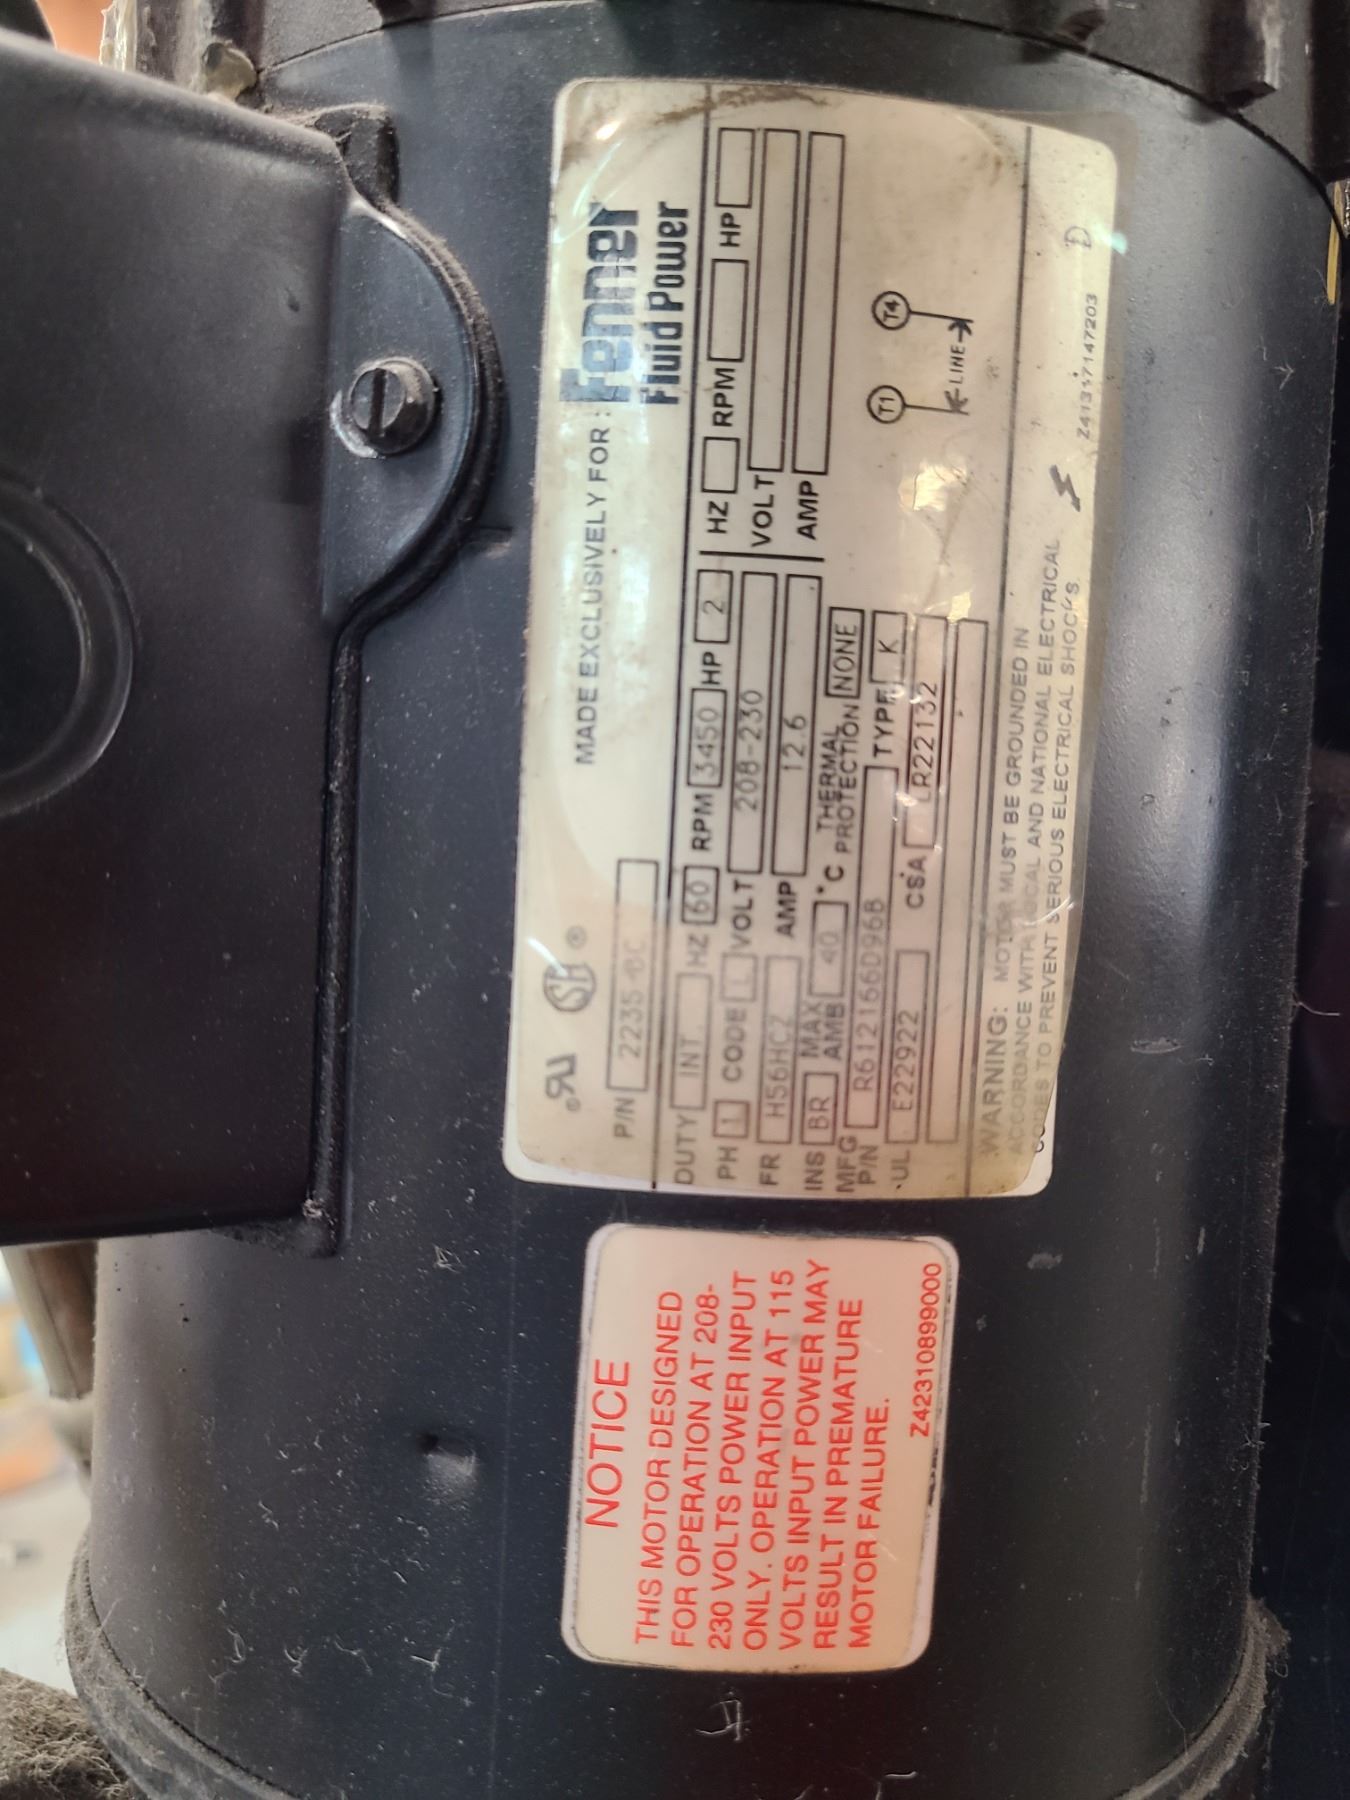 MADE EXCLUSIVELY FOR: Fenner
Fluid Power
P/N 2235-BC
DUTY INT. HZ 60 RPM 3450 HP 2 HZ RPM HP
PH 1 CODE L VOLT 208-230 VOLT
FR H56HCZ AMP 12.6 AMP
INS BR MAX AMB 40 °C THERMAL PROTECTION NONE
MFG P/N R612166D96B TYPE K
UL E22922 CSA LR22132
T1 T4
LINE
WARNING: MOTOR MUST BE GROUNDED IN
ACCORDANCE WITH LOCAL AND NATIONAL ELECTRICAL
CODES TO PREVENT SERIOUS ELECTRICAL SHOCKS.
Z41317147203 D
NOTICE
THIS MOTOR DESIGNED
FOR OPERATION AT 208-
230 VOLTS POWER INPUT
ONLY. OPERATION AT 115
VOLTS INPUT POWER MAY
RESULT IN PREMATURE
MOTOR FAILURE.
Z42310899000